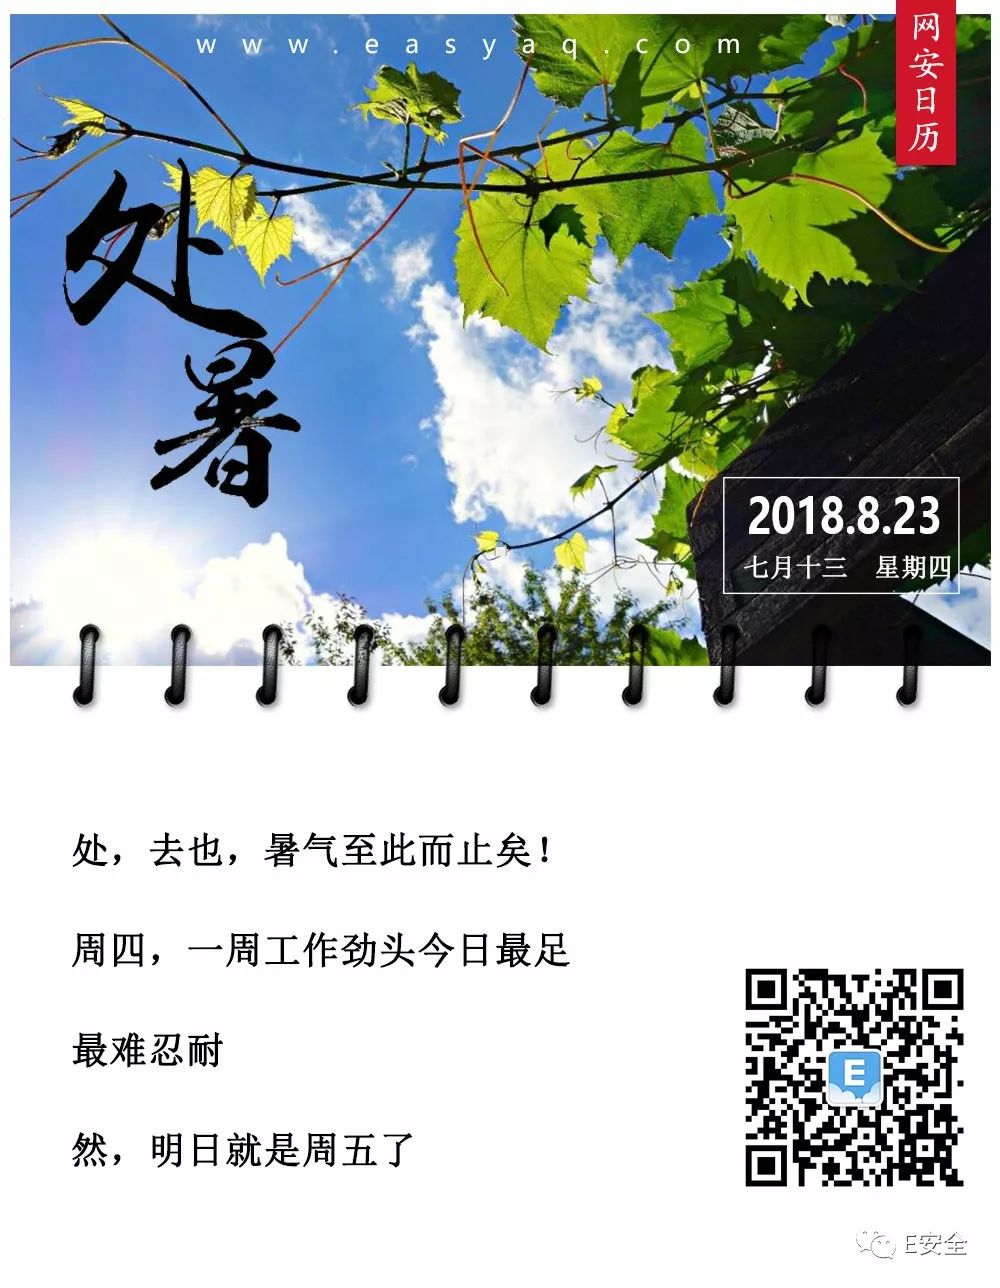 www.easyaq.com
网安日历
处暑
2018.8.23
七月十三 星期四
处，去也，暑气至此而止矣！
周四，一周工作劲头今日最足
最难忍耐
然，明日就是周五了
E
E安全